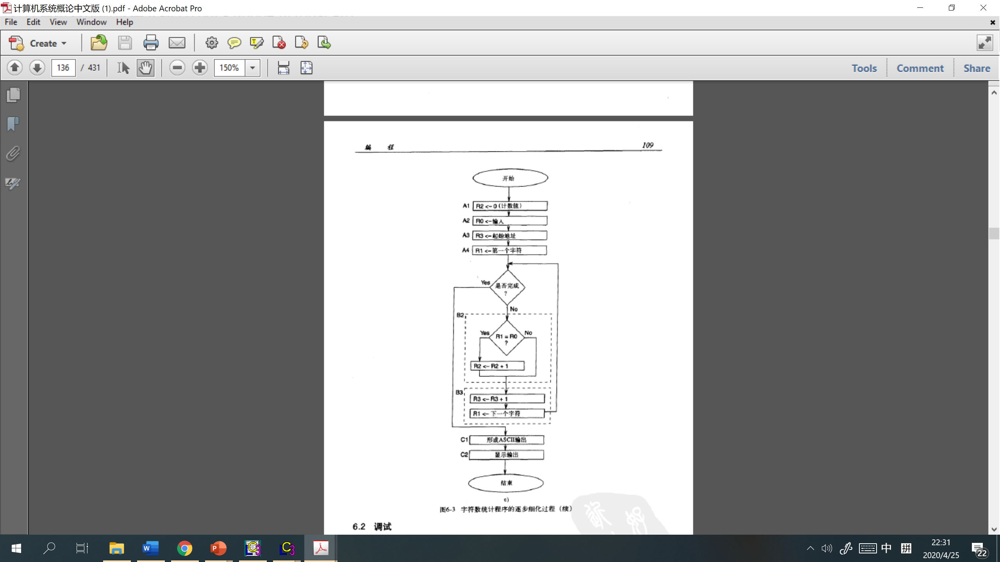 计算机系统概论中文版 (1).pdf - Adobe Acrobat Pro
File Edit View Window Help
Create
136 / 431
150%
Tools Comment Share
编 程 109
开始
A1 R2 <- 0 (计数值)
A2 R0 <- 输入
A3 R3 <- 起始地址
A4 R1 <- 第一个字符
Yes 是否完成
?
No
B2
Yes R1 = R0 No
?
R2 <- R2 + 1
B3
R3 <- R3 + 1
R1 <- 下一个字符
C1 形成ASCII输出
C2 显示输出
结束
c)
图6-3 字符数统计程序的逐步细化过程（续）
6.2 调试
中 拼
22:31
2020/4/25
22